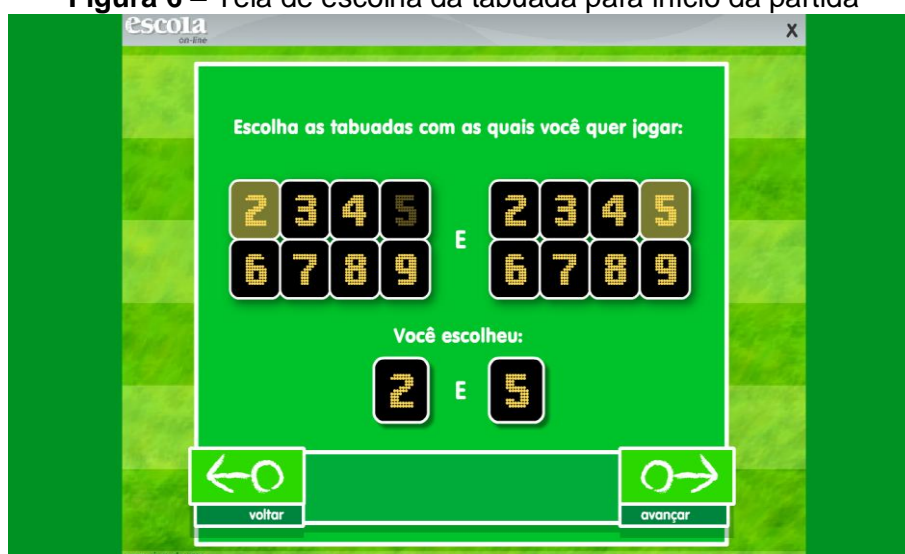 Figura 6 – Tela de escolha da tabuada para início da partida
escola
on-line
X
Escolha as tabuadas com as quais você quer jogar:
2 3 4 5
6 7 8 9
E
2 3 4 5
6 7 8 9
Você escolheu:
2 E 5
voltar
avançar